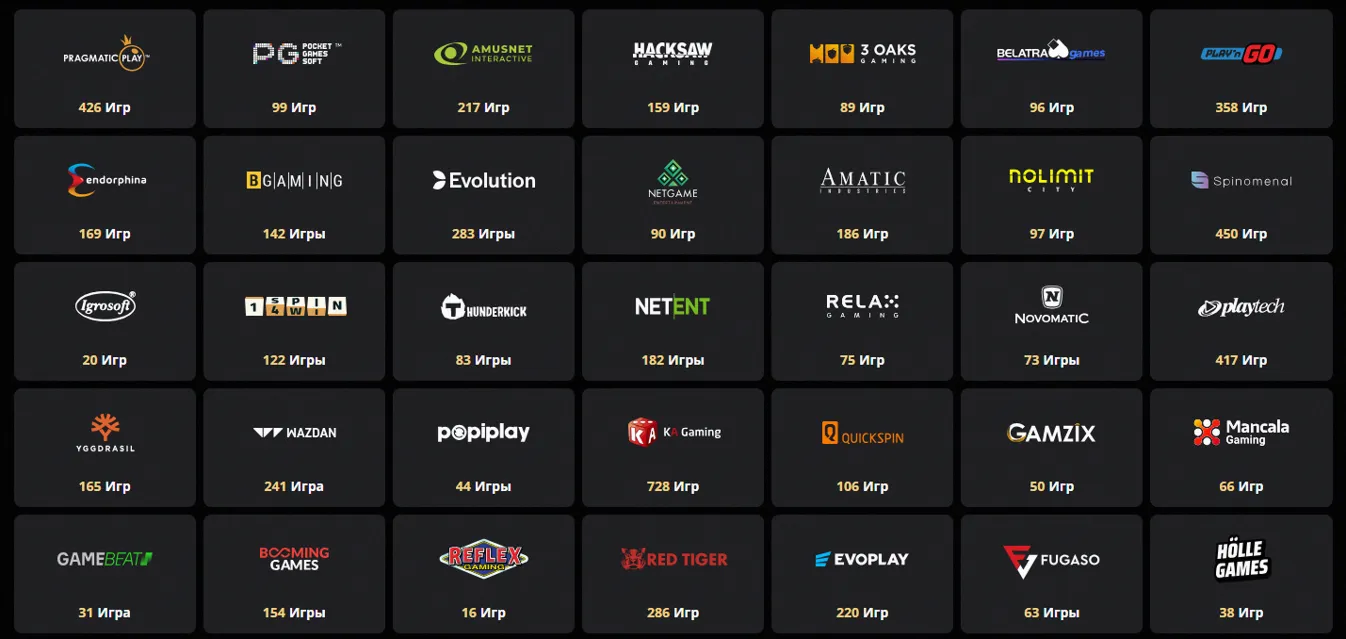 PRAGMATIC PLAY™
426 Игр
PG POCKET GAMES SOFT™
99 Игр
AMUSNET INTERACTIVE
217 Игр
HACKSAW GAMING
159 Игр
3 OAKS GAMING
89 Игр
BELATRA games
96 Игр
PLAY'n GO
358 Игр
endorphina
169 Игр
BGAMING
142 Игры
Evolution
283 Игры
NETGAME ENTERTAINMENT
90 Игр
AMATIC INDUSTRIES
186 Игр
NOLIMIT CITY
97 Игр
Spinomenal
450 Игр
Igrosoft®
20 Игр
1SPIN4WIN
122 Игры
THUNDERKICK
83 Игры
NETENT
182 Игры
RELAX GAMING
75 Игр
N NOVOMATIC
73 Игры
playtech
417 Игр
YGGDRASIL
165 Игр
WAZDAN
241 Игра
popiplay
44 Игры
KA KA Gaming
728 Игр
Q QUICKSPIN
106 Игр
GAMZIX
50 Игр
Mancala Gaming
66 Игр
GAMEBEAT
31 Игра
BOOMING GAMES
154 Игры
REFLEX GAMING
16 Игр
RED TIGER
286 Игр
EVOPLAY
220 Игр
FUGASO
63 Игры
HÖLLE GAMES
38 Игр